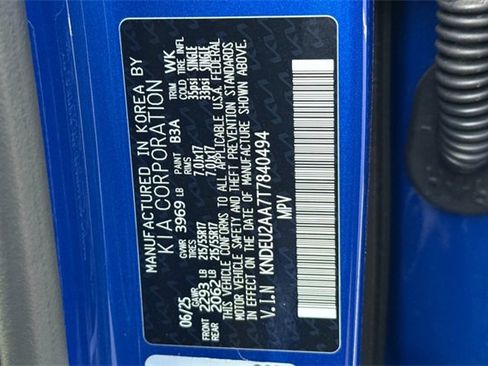 MANUFACTURED IN KOREA BY
KIA CORPORATION
06/25 GVWR 3969 LB PAINT B3A TRIM WK
GAWR TIRES RIMS COLD TIRE INFL
FRONT 2293 LB 215/55R17 7.0JX17 33psi SINGLE
REAR 2062 LB 215/55R17 7.0JX17 33psi SINGLE
THIS VEHICLE CONFORMS TO ALL APPLICABLE U.S.A. FEDERAL
MOTOR VEHICLE SAFETY AND THEFT PREVENTION STANDARDS
IN EFFECT ON THE DATE OF MANUFACTURE SHOWN ABOVE.
V.I.N KNDEU2AA7T7840494
MPV